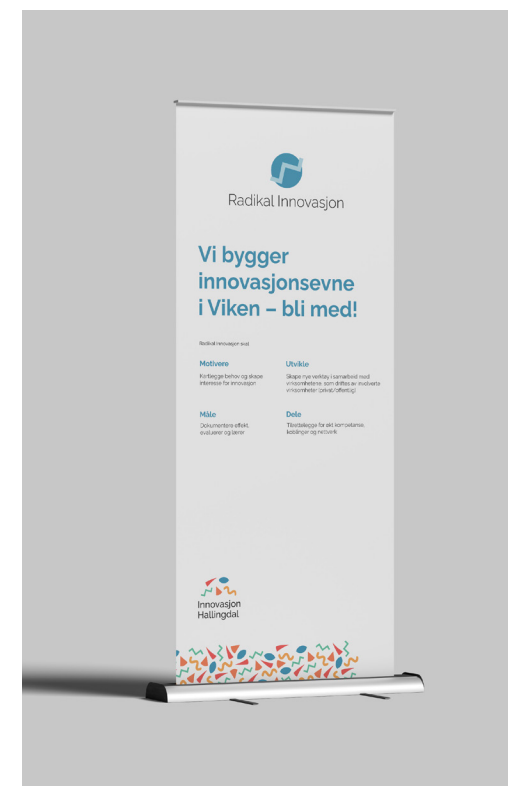 Radikal Innovasjon
Vi bygger
innovasjonsevne
i Viken – bli med!
Radikal Innovasjon skal
Motivere
Kartlegge behov og skape
interesse for innovasjon
Utvikle
Skape nye verktøy i samarbeid med
virksomhetene, som driftes av involverte
virksomheter (privat/offentlig)
Måle
Dokumentere effekt,
evaluerer og lærer
Dele
Tilrettelegge for økt kompetanse,
koblinger og nettverk
Innovasjon
Hallingdal